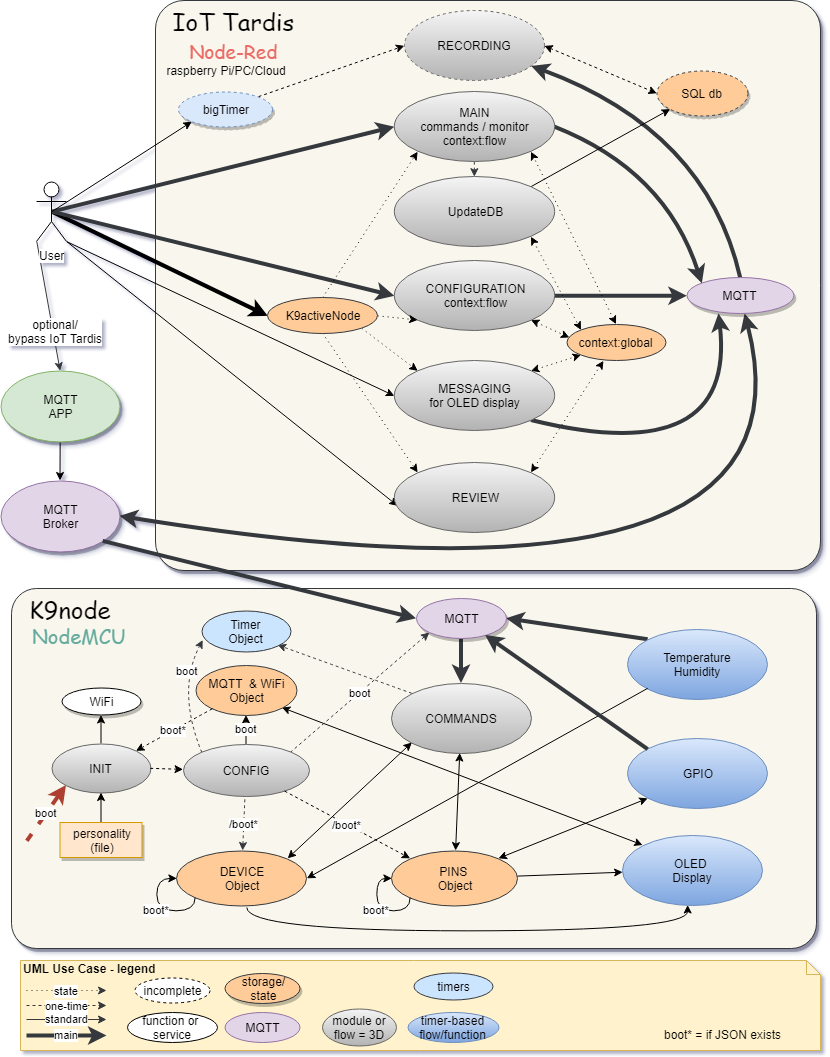 IoT Tardis
Node-Red
raspberry Pi/PC/Cloud
RECORDING
SQL db
bigTimer
MAIN
commands / monitor
context:flow
UpdateDB
User
CONFIGURATION
context:flow
MQTT
K9activeNode
optional/
bypass IoT Tardis
context:global
MESSAGING
for OLED display
MQTT
APP
REVIEW
MQTT
Broker
K9node
NodeMCU
MQTT
Timer
Object
Temperature
Humidity
boot
MQTT & WiFi
Object
boot
WiFi
COMMANDS
boot*
boot
INIT
CONFIG
GPIO
boot
personality
(file)
/boot*
/boot*
DEVICE
Object
PINS
Object
OLED
Display
boot*
boot*
UML Use Case - legend
state
one-time
standard
main
incomplete
storage/
state
timers
function or
service
MQTT
module or
flow = 3D
timer-based
flow/function
boot* = if JSON exists